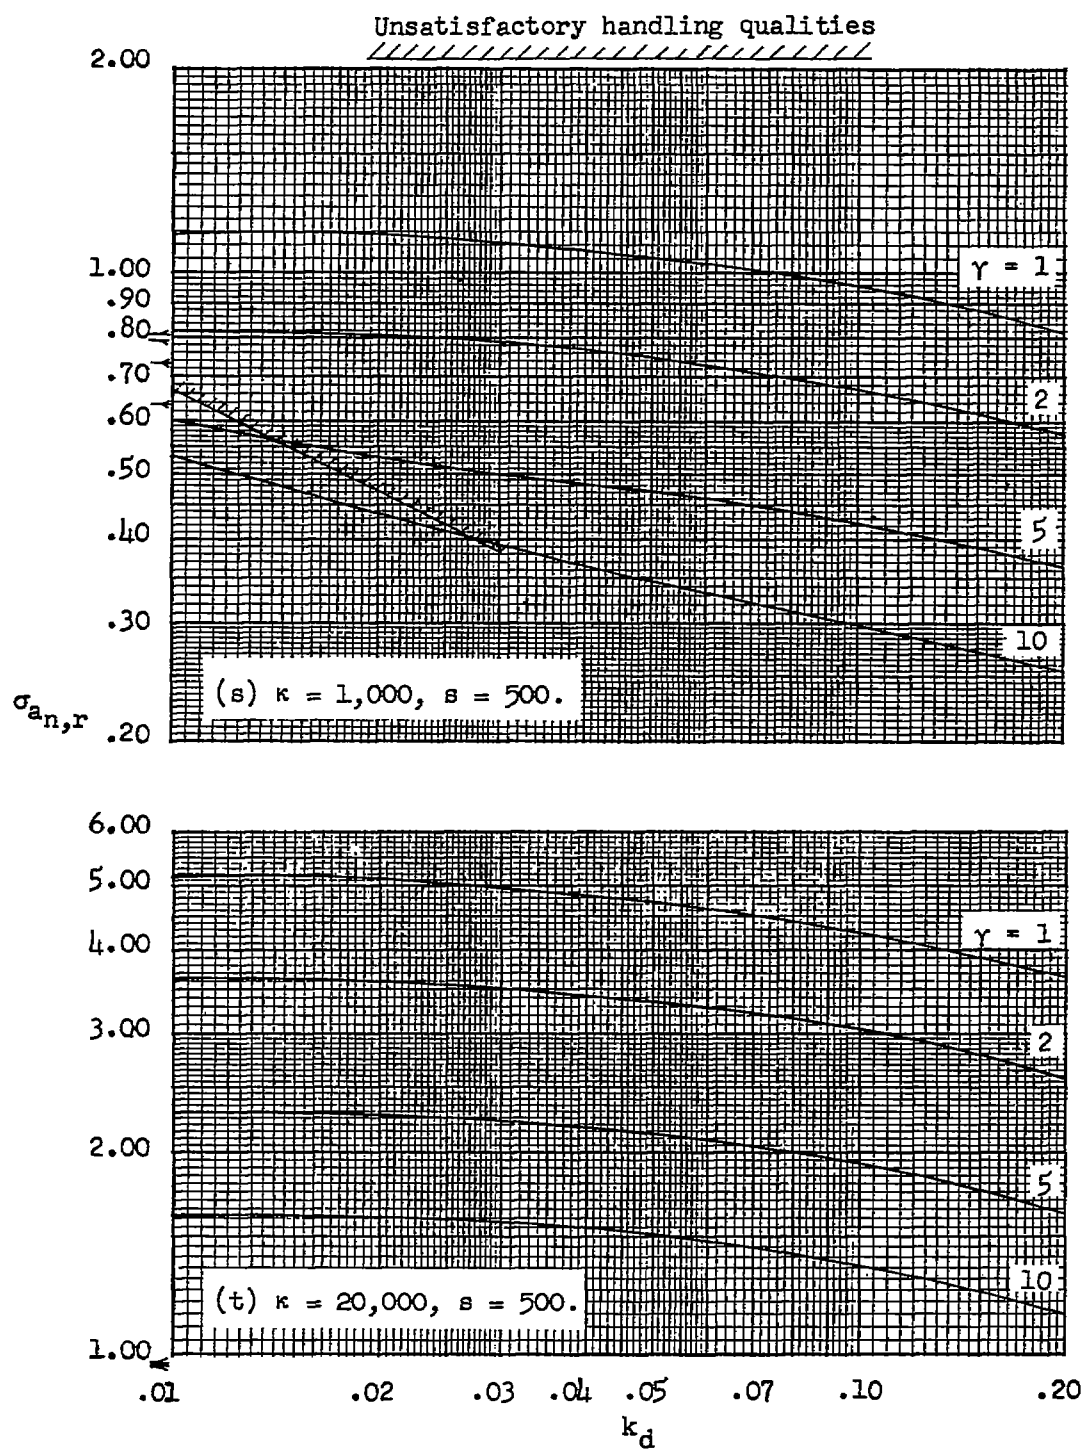 Unsatisfactory handling qualities
2.00
1.00
.90
.80
.70
.60
.50
.40
.30
.20
γ = 1
2
5
10
(s) κ = 1,000, s = 500.
σan,r
6.00
5.00
4.00
3.00
2.00
1.00
γ = 1
2
5
10
(t) κ = 20,000, s = 500.
.01 .02 .03 .04 .05 .07 .10 .20
kd